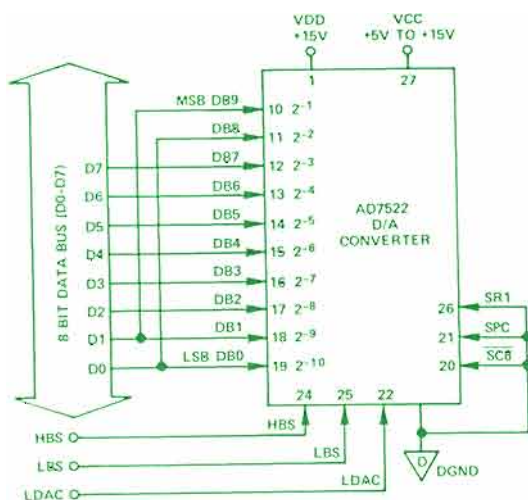 VDD
+15V
VCC
+5V TO +15V
1
27
MSB DB9
10 2-1
DB8
11 2-2
D7
DB7
12 2-3
D6
DB6
13 2-4
D5
DB5
14 2-5
D4
DB4
15 2-6
D3
DB3
16 2-7
D2
DB2
17 2-8
D1
DB1
18 2-9
D0
LSB DB0
19 2-10
8 BIT DATA BUS (D0-D7)
AD7522
D/A
CONVERTER
26
SR1
21
SPC
20
SC8
24
25
22
HBS
HBS
LBS
LBS
LDAC
LDAC
D
DGND